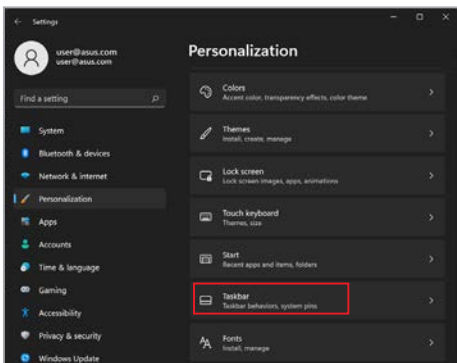 Settings
user@asus.com
user@asus.com
Find a setting
System
Bluetooth & devices
Network & internet
Personalization
Apps
Accounts
Time & language
Gaming
Accessibility
Privacy & security
Windows Update
Personalization
Colors
Accent color, transparency effects, color theme
Themes
Install, create, manage
Lock screen
Lock screen images, apps, animations
Touch keyboard
Themes, size
Start
Recent apps and items, folders
Taskbar
Taskbar behaviors, system pins
Fonts
Install, manage